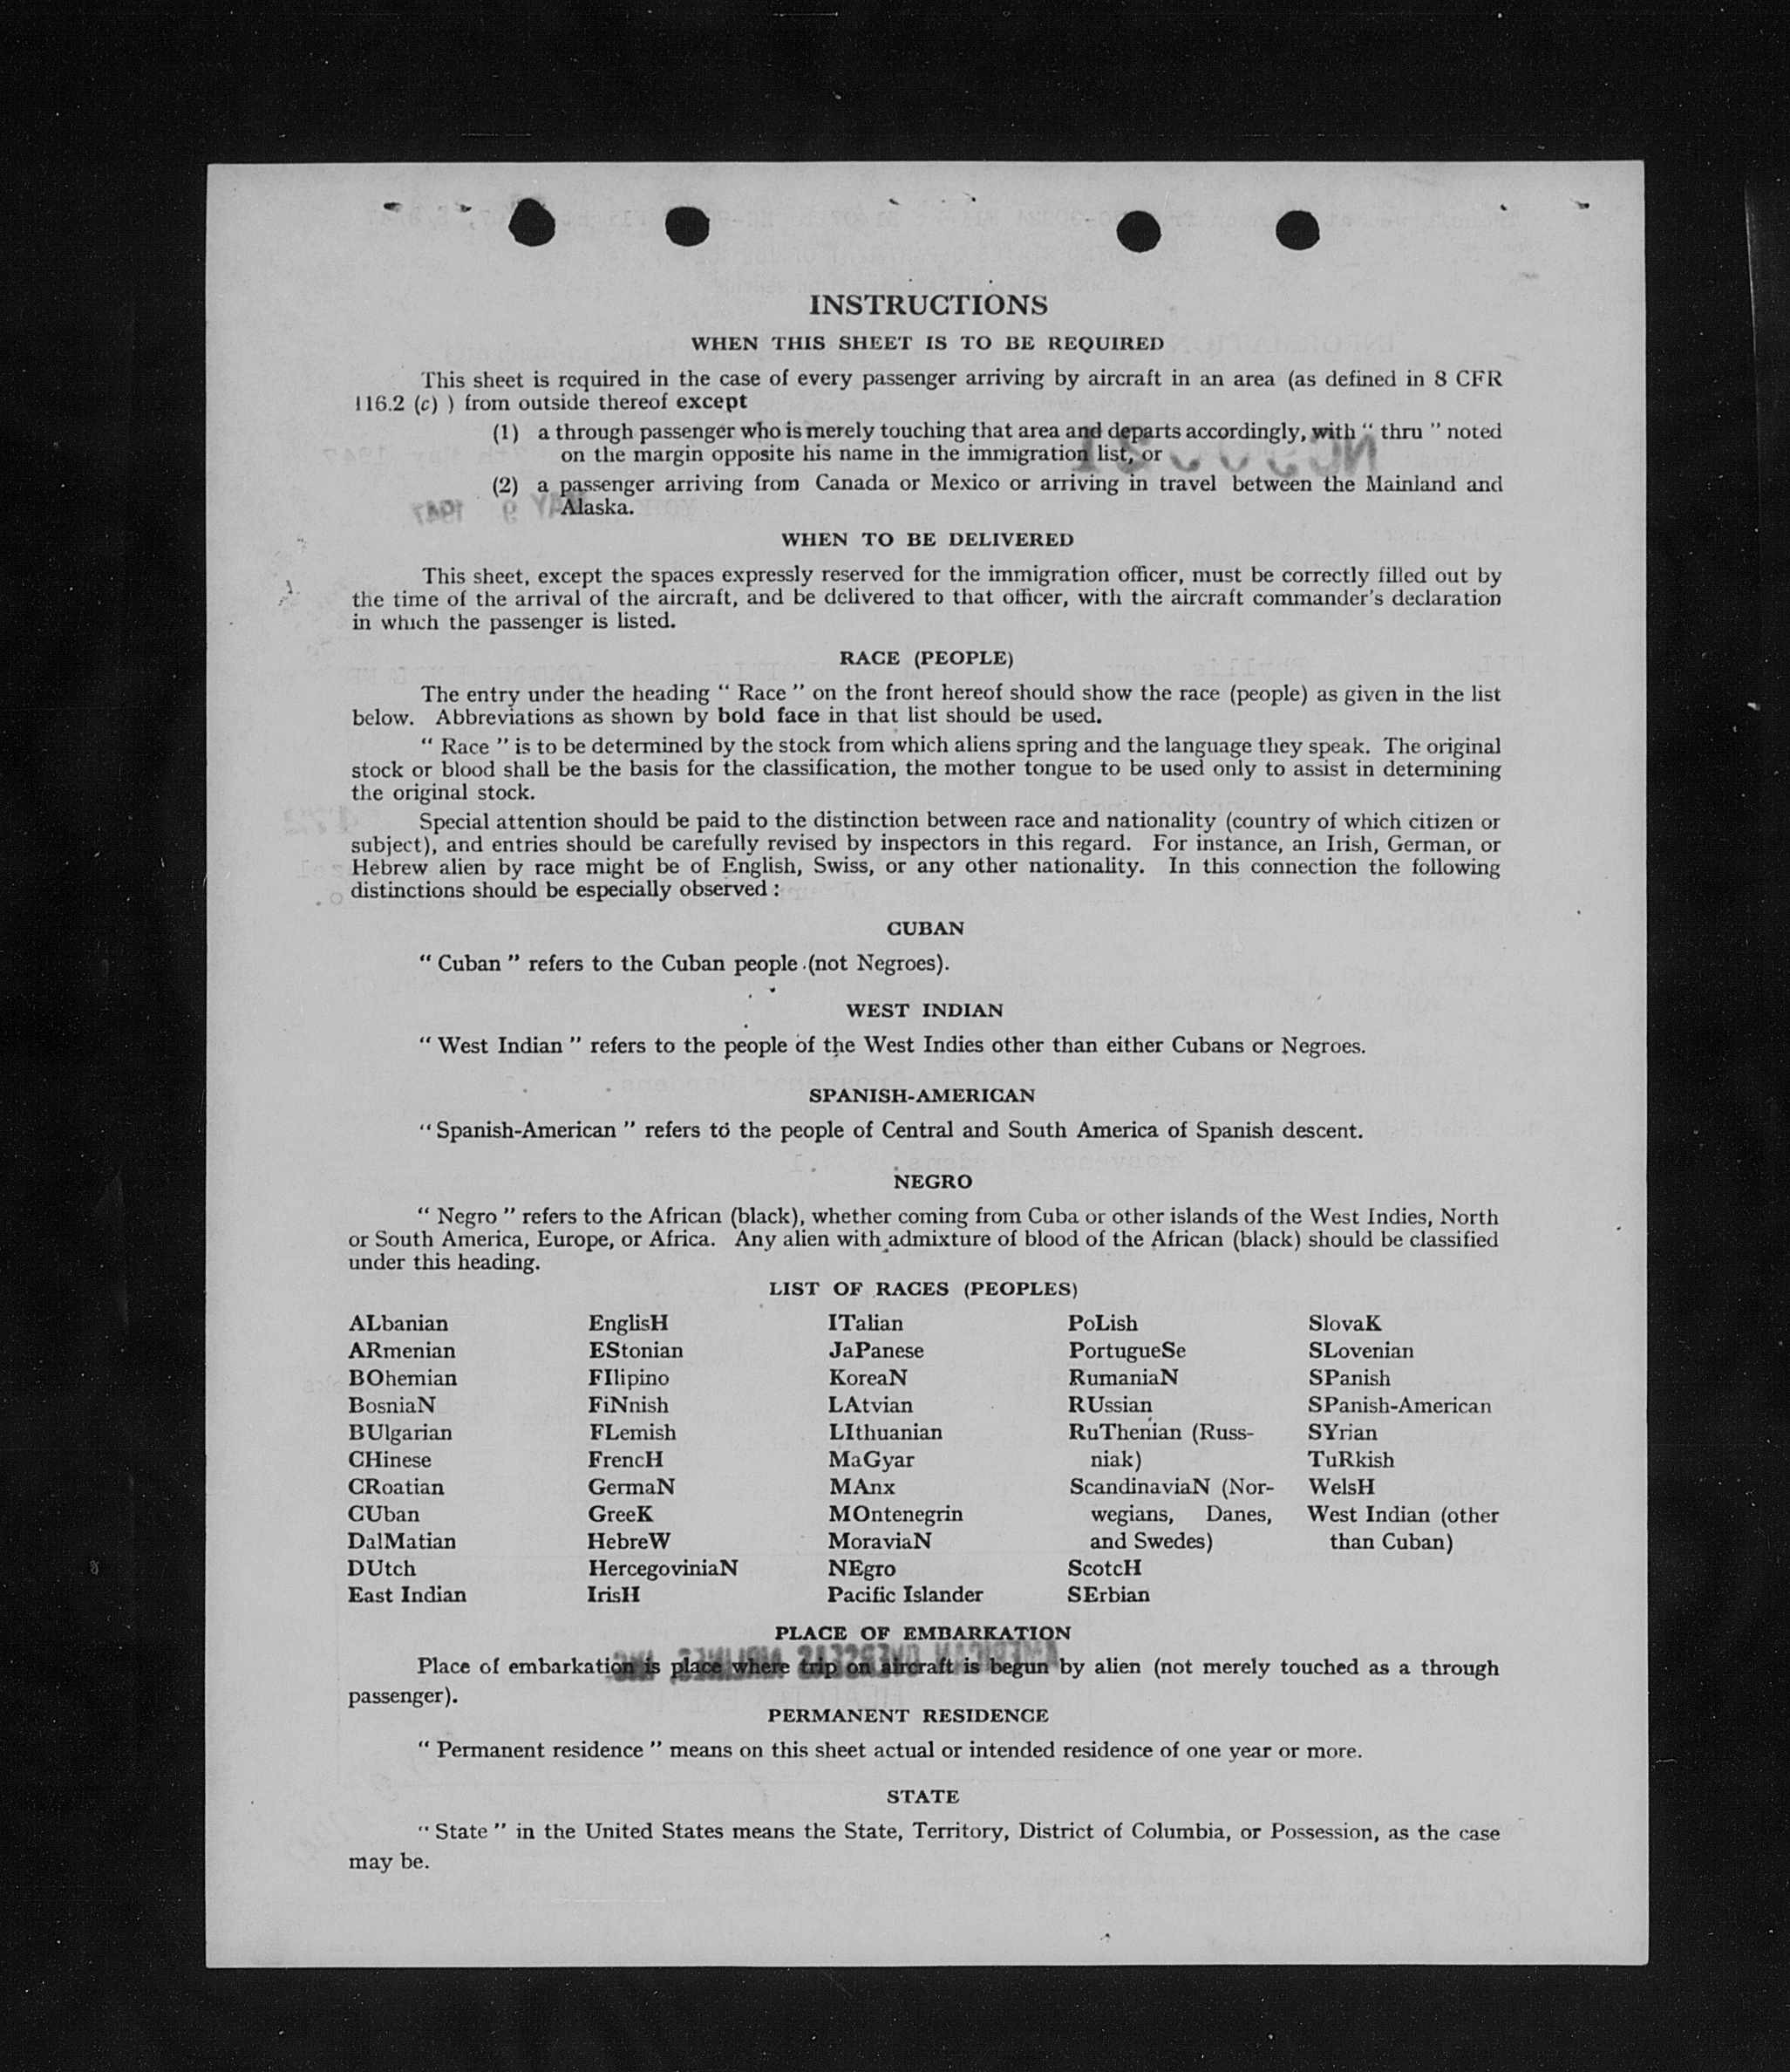 INSTRUCTIONS
WHEN THIS SHEET IS TO BE REQUIRED
This sheet is required in the case of every passenger arriving by aircraft in an area (as defined in 8 CFR
116.2 (c) ) from outside thereof except
(1) a through passenger who is merely touching that area and departs accordingly, with “ thru ” noted
on the margin opposite his name in the immigration list, or
(2) a passenger arriving from Canada or Mexico or arriving in travel between the Mainland and
Alaska.
MAY 9 1947
WHEN TO BE DELIVERED
This sheet, except the spaces expressly reserved for the immigration officer, must be correctly filled out by
the time of the arrival of the aircraft, and be delivered to that officer, with the aircraft commander's declaration
in which the passenger is listed.
RACE (PEOPLE)
The entry under the heading “ Race ” on the front hereof should show the race (people) as given in the list
below. Abbreviations as shown by bold face in that list should be used.
“ Race ” is to be determined by the stock from which aliens spring and the language they speak. The original
stock or blood shall be the basis for the classification, the mother tongue to be used only to assist in determining
the original stock.
Special attention should be paid to the distinction between race and nationality (country of which citizen or
subject), and entries should be carefully revised by inspectors in this regard. For instance, an Irish, German, or
Hebrew alien by race might be of English, Swiss, or any other nationality. In this connection the following
distinctions should be especially observed :
CUBAN
“ Cuban ” refers to the Cuban people (not Negroes).
WEST INDIAN
“ West Indian ” refers to the people of the West Indies other than either Cubans or Negroes.
SPANISH-AMERICAN
“ Spanish-American ” refers to the people of Central and South America of Spanish descent.
NEGRO
“ Negro ” refers to the African (black), whether coming from Cuba or other islands of the West Indies, North
or South America, Europe, or Africa. Any alien with admixture of blood of the African (black) should be classified
under this heading.
LIST OF RACES (PEOPLES)
ALbanian
ARmenian
BOhemian
BosniaN
BUlgarian
CHinese
CRoatian
CUban
DalMatian
DUtch
East Indian
EnglisH
EStonian
FIlipino
FiNnish
FLemish
FrencH
GermaN
GreeK
HebreW
HercegoviniaN
IrisH
ITalian
JaPanese
KoreaN
LAtvian
LIthuanian
MaGyar
MAnx
MOntenegrin
MoraviaN
NEgro
Pacific Islander
PoLish
PortugueSe
RumaniaN
RUssian
RuThenian (Russ-
niak)
ScandinaviaN (Nor-
wegians, Danes,
and Swedes)
ScotcH
SErbian
SlovaK
SLovenian
SPanish
SPanish-American
SYrian
TuRkish
WelsH
West Indian (other
than Cuban)
PLACE OF EMBARKATION
AMERICAN OVERSEAS AIRLINES, INC.
Place of embarkation is place where trip on aircraft is begun by alien (not merely touched as a through
passenger).
PERMANENT RESIDENCE
“ Permanent residence ” means on this sheet actual or intended residence of one year or more.
STATE
“ State ” in the United States means the State, Territory, District of Columbia, or Possession, as the case
may be.